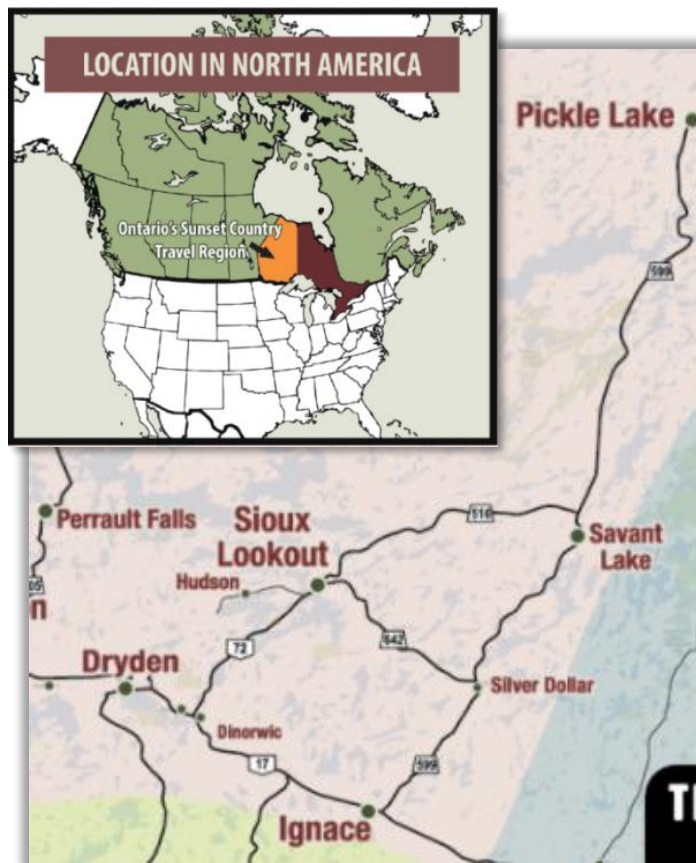 LOCATION IN NORTH AMERICA
Ontario's Sunset Country
Travel Region
Pickle Lake
599
Perrault Falls
Sioux
Lookout
516
Savant
Lake
Hudson
05
n
72
642
Dryden
Silver Dollar
Dinorwic
17
599
Ignace